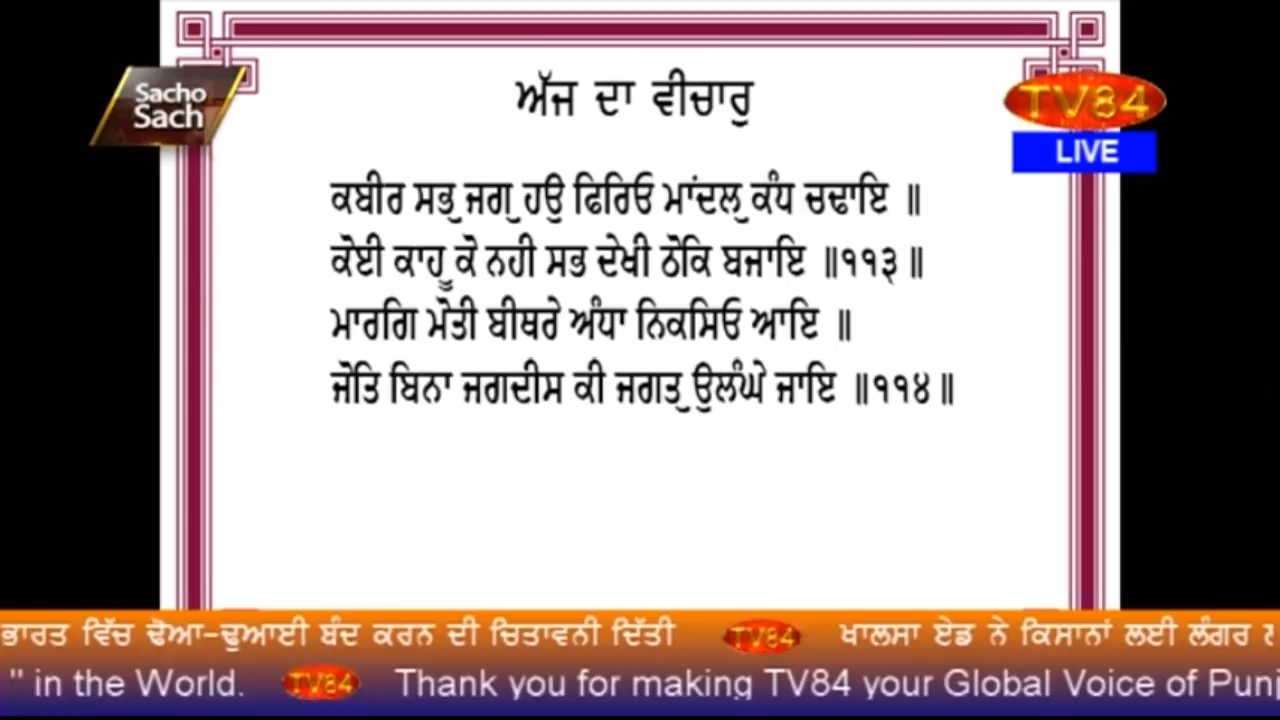 Sacho
Sach
TV84
LIVE
ਅੱਜ ਦਾ ਵੀਚਾਰੁ
ਕਬੀਰ ਸਭੁ ਜਗੁ ਹਉ ਫਿਰਿਓ ਮਾਂਦਲੁ ਕੰਧ ਚਢਾਇ ॥
ਕੋਈ ਕਾਹੂ ਕੋ ਨਹੀ ਸਭ ਦੇਖੀ ਠੋਕਿ ਬਜਾਇ ॥੧੧੩॥
ਮਾਰਗਿ ਮੋਤੀ ਬੀਥਰੇ ਅੰਧਾ ਨਿਕਸਿਓ ਆਇ ॥
ਜੋਤਿ ਬਿਨਾ ਜਗਦੀਸ ਕੀ ਜਗਤੁ ਉਲੰਘੇ ਜਾਇ ॥੧੧੪॥
ਭਾਰਤ ਵਿੱਚ ਢੋਆ-ਢੁਆਈ ਬੰਦ ਕਰਨ ਦੀ ਚਿਤਾਵਨੀ ਦਿੱਤੀ TV84 ਖਾਲਸਾ ਏਡ ਨੇ ਕਿਸਾਨਾਂ ਲਈ ਲੰਗਰ
" in the World. TV84 Thank you for making TV84 your Global Voice of